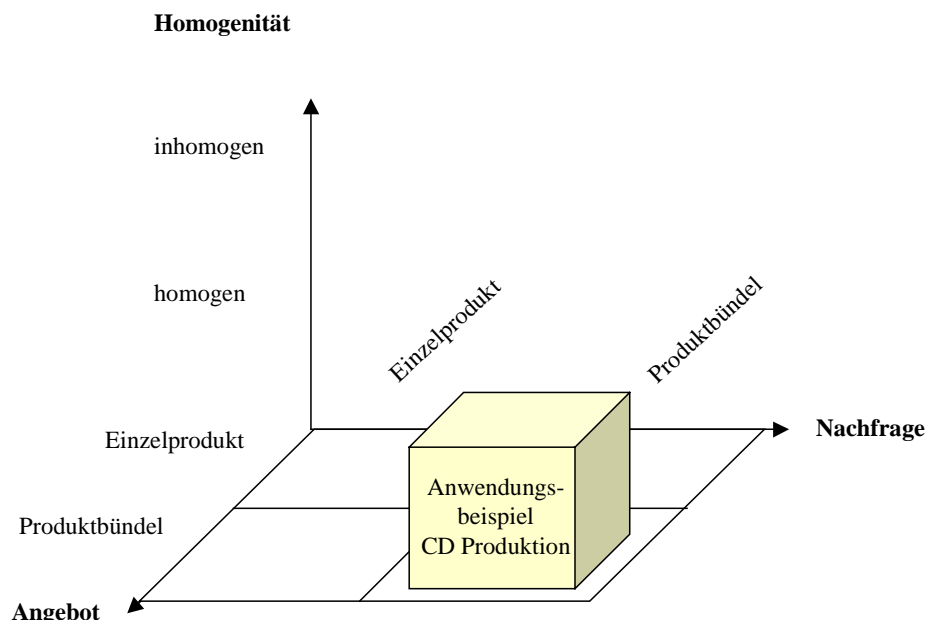 Homogenität
inhomogen
homogen
Einzelprodukt
Produktbündel
Einzelprodukt
Nachfrage
Produktbündel
Anwendungs-
beispiel
CD Produktion
Angebot